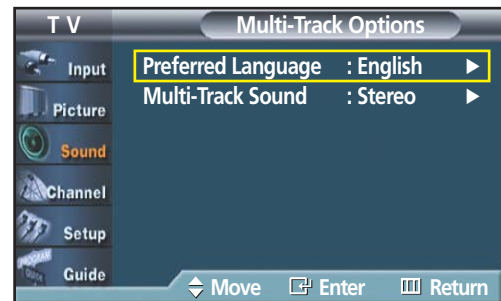 T V
Multi-Track Options
Input
Preferred Language : English
Multi-Track Sound : Stereo
Picture
Sound
Channel
Setup
Guide
Move Enter Return